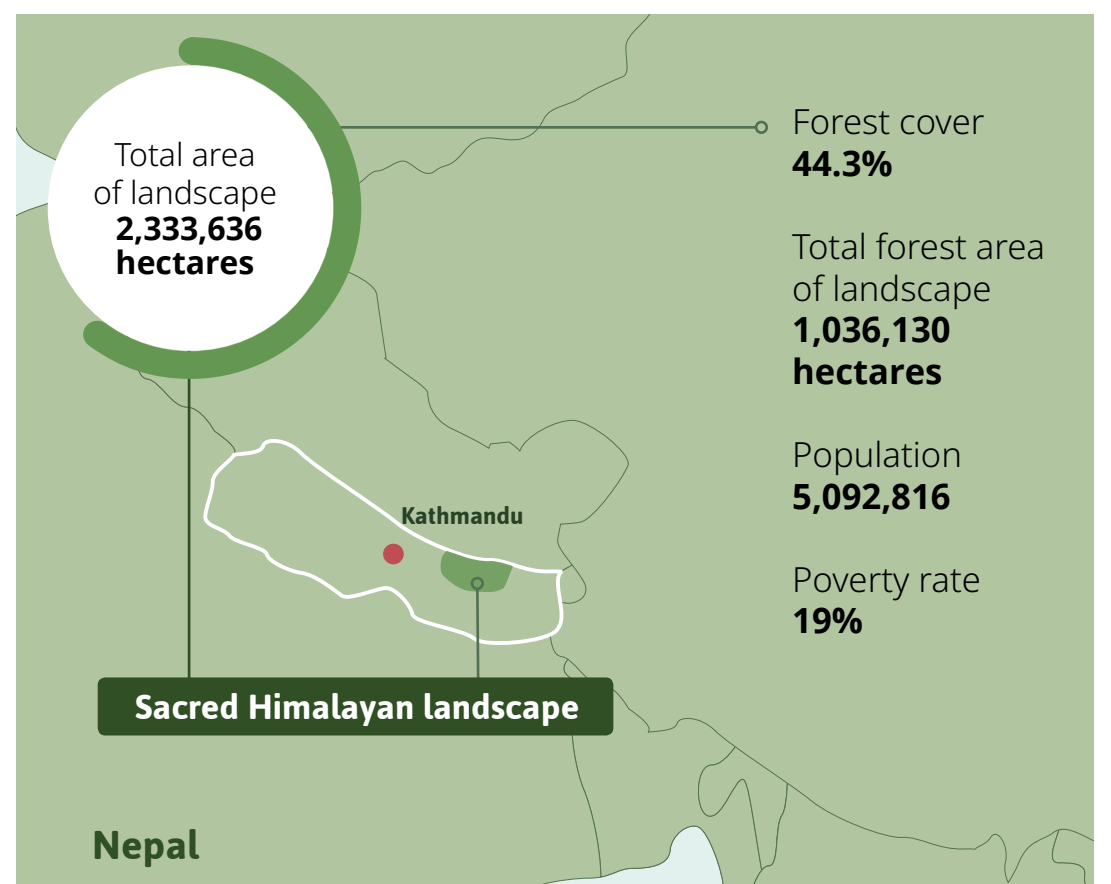 Total area
of landscape
2,333,636
hectares
Forest cover
44.3%
Total forest area
of landscape
1,036,130
hectares
Population
5,092,816
Poverty rate
19%
Kathmandu
Sacred Himalayan landscape
Nepal